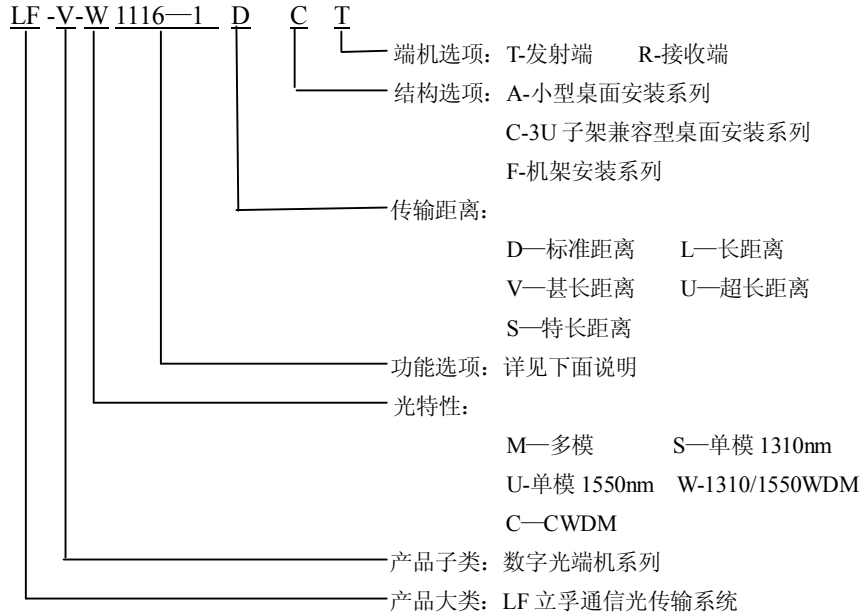 LF -V-W 1116—1 D C T
端机选项：T-发射端 R-接收端
结构选项：A-小型桌面安装系列
C-3U 子架兼容型桌面安装系列
F-机架安装系列
传输距离：
D—标准距离 L—长距离
V—甚长距离 U—超长距离
S—特长距离
功能选项：详见下面说明
光特性：
M—多模 S—单模 1310nm
U-单模 1550nm W-1310/1550WDM
C—CWDM
产品子类：数字光端机系列
产品大类：LF 立孚通信光传输系统